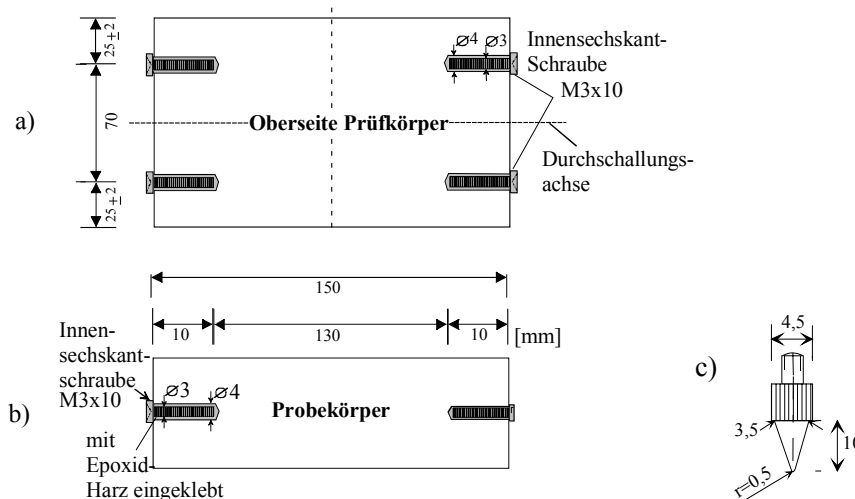 25 ± 2
ø4 ø3
Innensechskant-
Schraube
M3x10
a)
70
Oberseite Prüfkörper
Durchschallungs-
achse
25 ± 2
150
10
130
10
[mm]
Innen-
sechskant-
schraube
M3x10
ø3
ø4
b)
Probekörper
mit
Epoxid-
Harz eingeklebt
4,5
c)
3,5
10
r=0,5